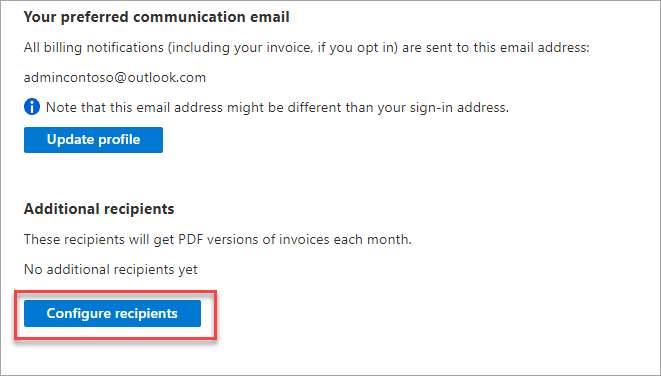 Your preferred communication email
All billing notifications (including your invoice, if you opt in) are sent to this email address:
admincontoso@outlook.com
Note that this email address might be different than your sign-in address.
Update profile
Additional recipients
These recipients will get PDF versions of invoices each month.
No additional recipients yet
Configure recipients